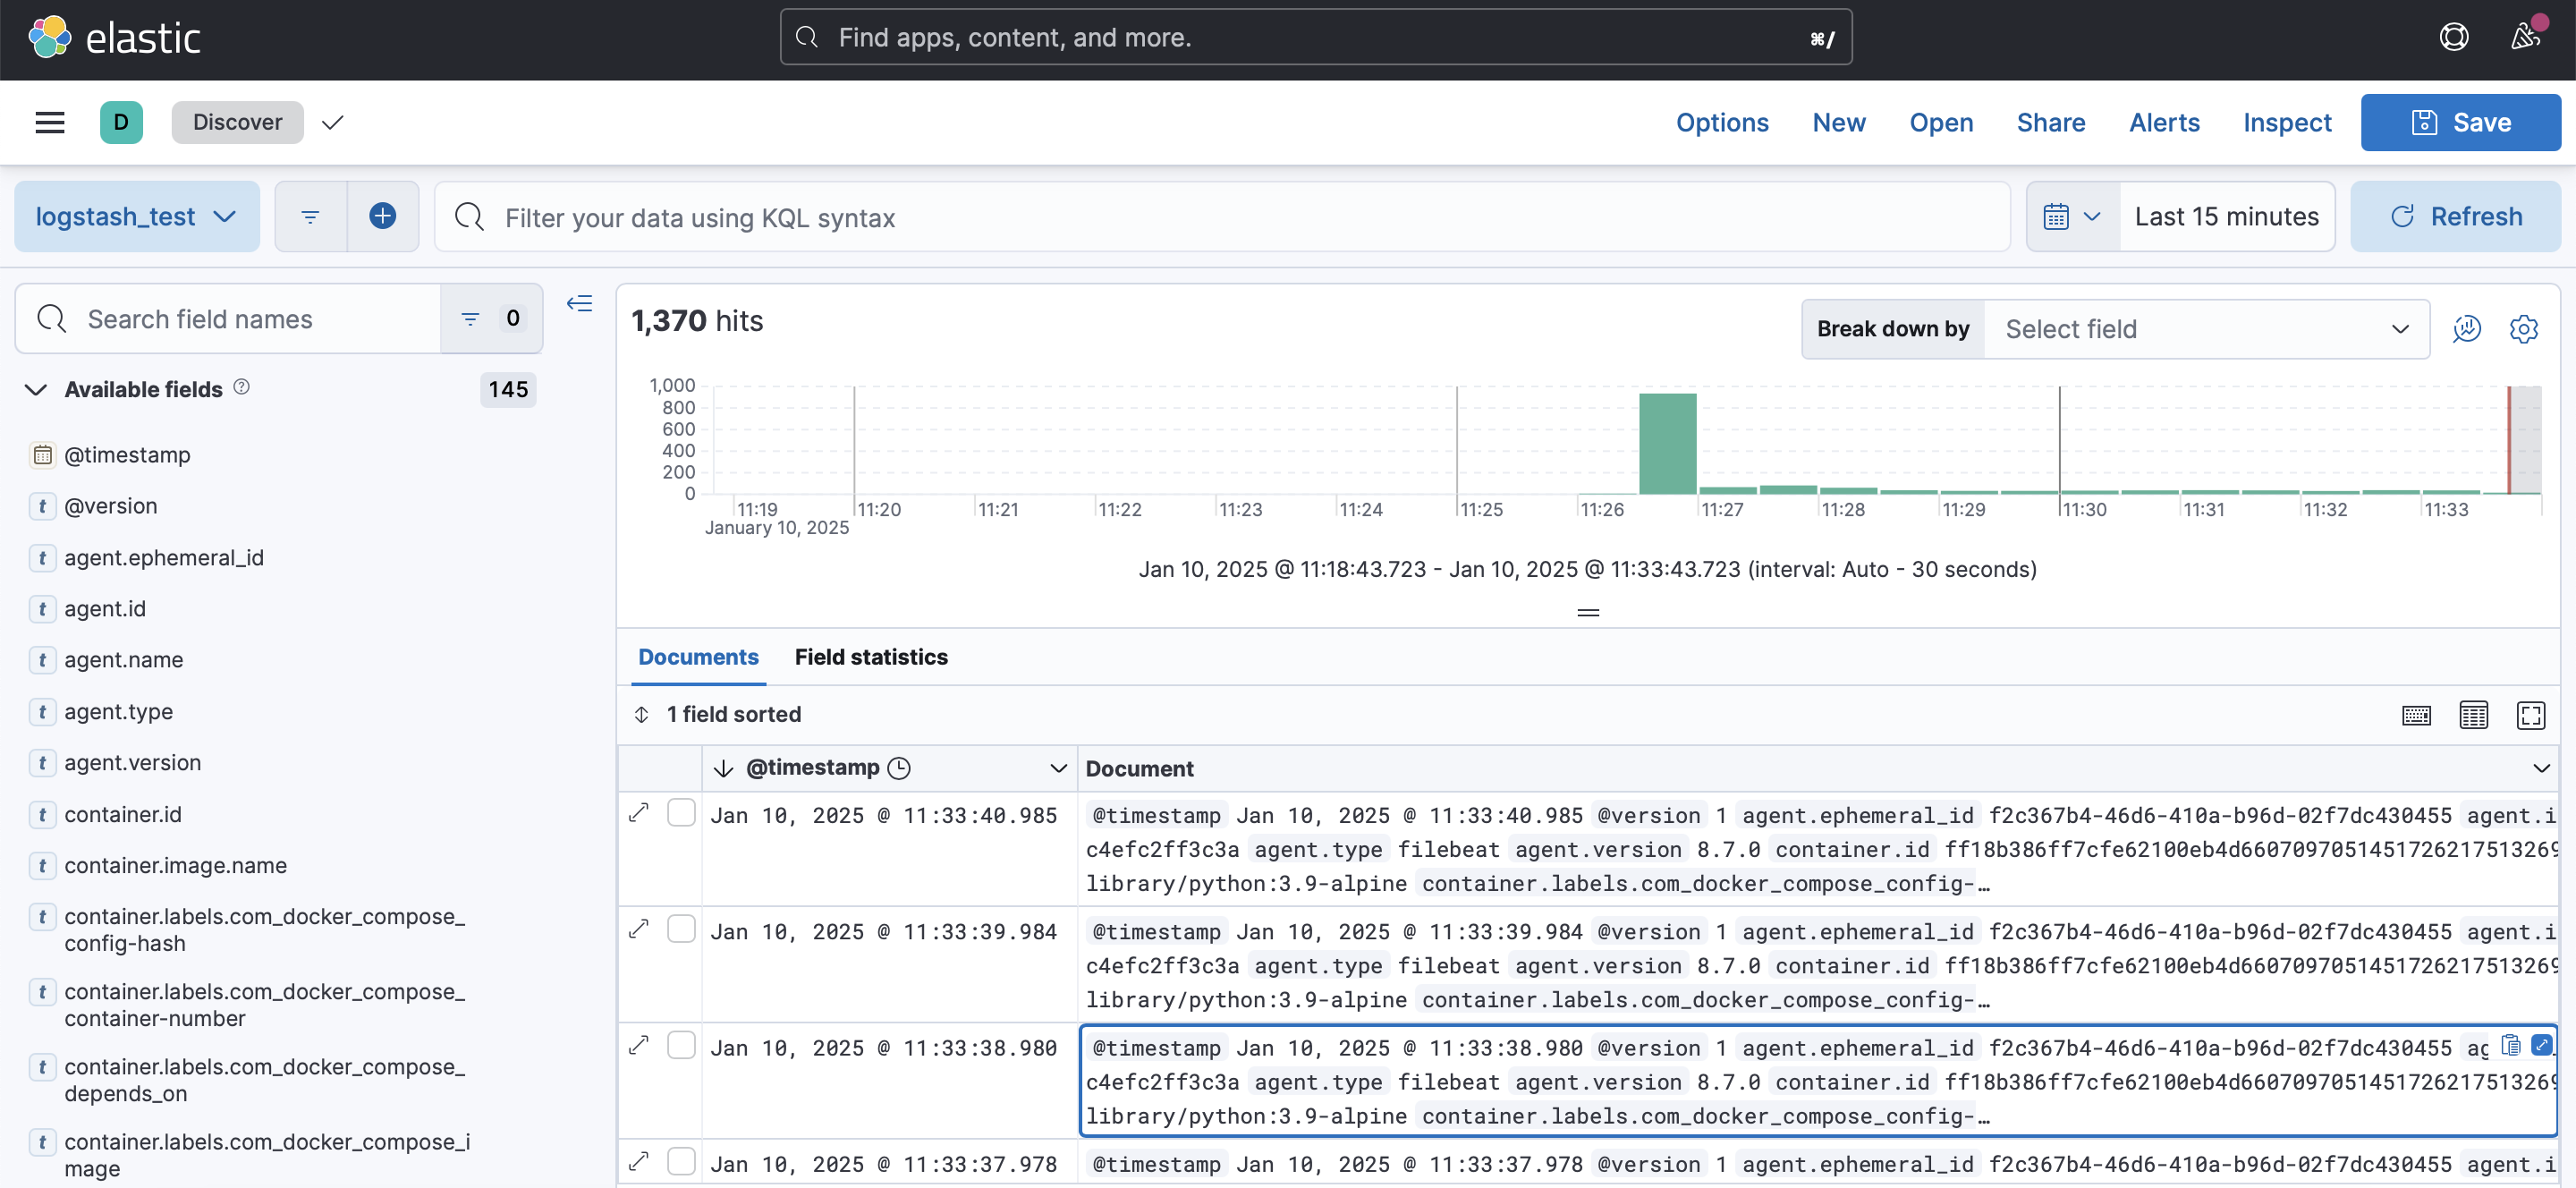 elastic
Find apps, content, and more.
⌘/
D
Discover
Options New Open Share Alerts Inspect Save
logstash_test
Filter your data using KQL syntax
Last 15 minutes
Refresh
Search field names
0
Available fields
145
@timestamp
t @version
t agent.ephemeral_id
t agent.id
t agent.name
t agent.type
t agent.version
t container.id
t container.image.name
t container.labels.com_docker_compose_
config-hash
t container.labels.com_docker_compose_
container-number
t container.labels.com_docker_compose_
depends_on
t container.labels.com_docker_compose_i
mage
1,370 hits
Break down by
Select field
1,000
800
600
400
200
0
11:19 11:20 11:21 11:22 11:23 11:24 11:25 11:26 11:27 11:28 11:29 11:30 11:31 11:32 11:33
January 10, 2025
Jan 10, 2025 @ 11:18:43.723 - Jan 10, 2025 @ 11:33:43.723 (interval: Auto - 30 seconds)
Documents Field statistics
1 field sorted
@timestamp Document
Jan 10, 2025 @ 11:33:40.985 @timestamp Jan 10, 2025 @ 11:33:40.985 @version 1 agent.ephemeral_id f2c367b4-46d6-410a-b96d-02f7dc430455 agent.i
c4efc2ff3c3a agent.type filebeat agent.version 8.7.0 container.id ff18b386ff7cfe62100eb4d6607097051451726217513269
library/python:3.9-alpine container.labels.com_docker_compose_config-…
Jan 10, 2025 @ 11:33:39.984 @timestamp Jan 10, 2025 @ 11:33:39.984 @version 1 agent.ephemeral_id f2c367b4-46d6-410a-b96d-02f7dc430455 agent.i
c4efc2ff3c3a agent.type filebeat agent.version 8.7.0 container.id ff18b386ff7cfe62100eb4d6607097051451726217513269
library/python:3.9-alpine container.labels.com_docker_compose_config-…
Jan 10, 2025 @ 11:33:38.980 @timestamp Jan 10, 2025 @ 11:33:38.980 @version 1 agent.ephemeral_id f2c367b4-46d6-410a-b96d-02f7dc430455 ag
c4efc2ff3c3a agent.type filebeat agent.version 8.7.0 container.id ff18b386ff7cfe62100eb4d6607097051451726217513269
library/python:3.9-alpine container.labels.com_docker_compose_config-…
Jan 10, 2025 @ 11:33:37.978 @timestamp Jan 10, 2025 @ 11:33:37.978 @version 1 agent.ephemeral_id f2c367b4-46d6-410a-b96d-02f7dc430455 agent.i